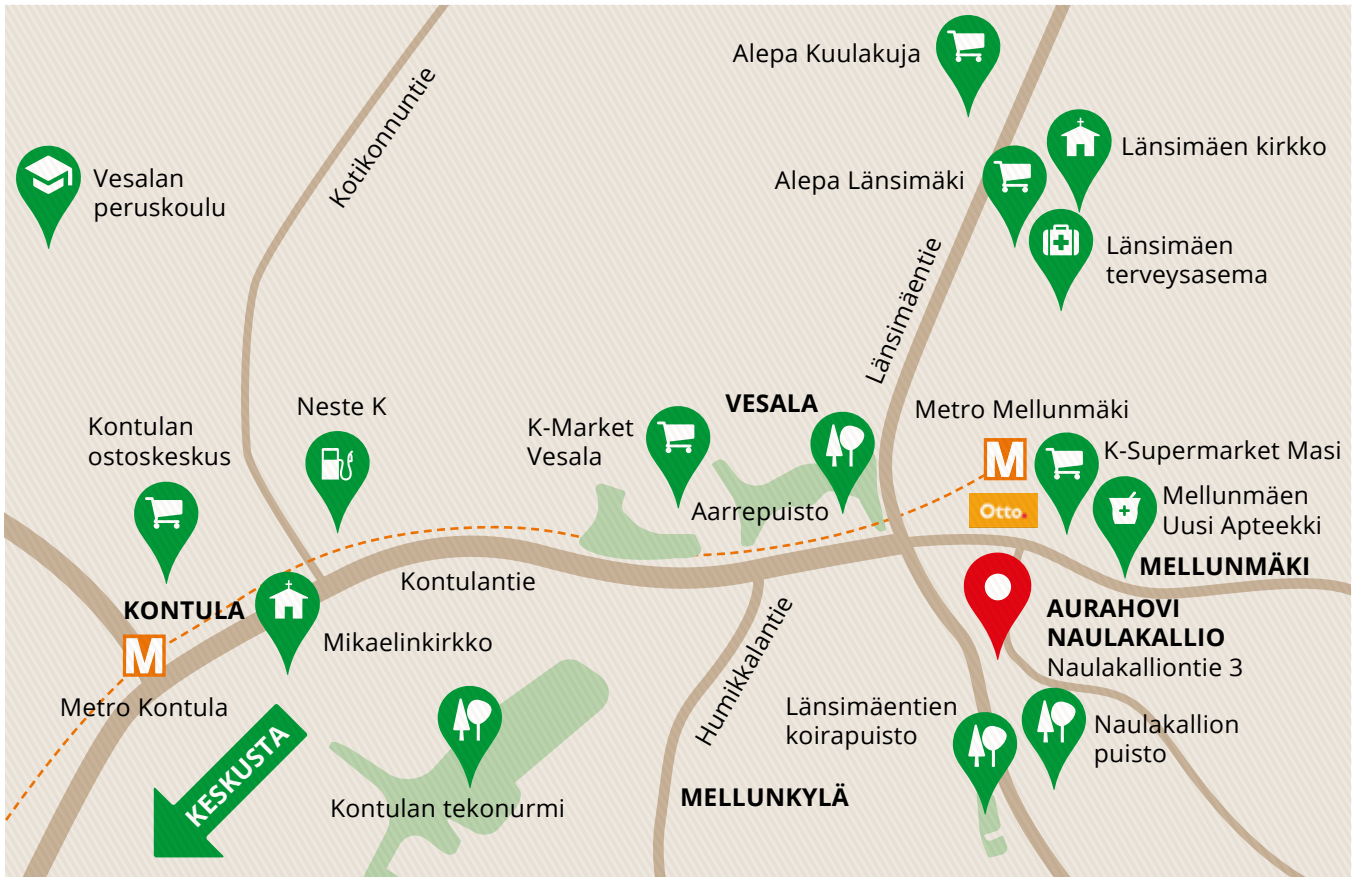 Alepa Kuulakuja
Länsimäen kirkko
Alepa Länsimäki
Länsimäen
terveysasema
Vesalan
peruskoulu
Kotikonnuntie
Länsimäentie
Neste K
Kontulan
ostoskeskus
K-Market
Vesala
VESALA
Aarrepuisto
Metro Mellunmäki
M
Otto.
K-Supermarket Masi
Mellunmäen
Uusi Apteekki
MELLUNMÄKI
Kontulantie
KONTULA
M
Metro Kontula
Mikaelinkirkko
AURAHOVI
NAULAKALLIO
Naulakalliontie 3
Humikkalantie
Länsimäentien
koirapuisto
Naulakallion
puisto
KESKUSTA
Kontulan tekonurmi
MELLUNKYLÄ